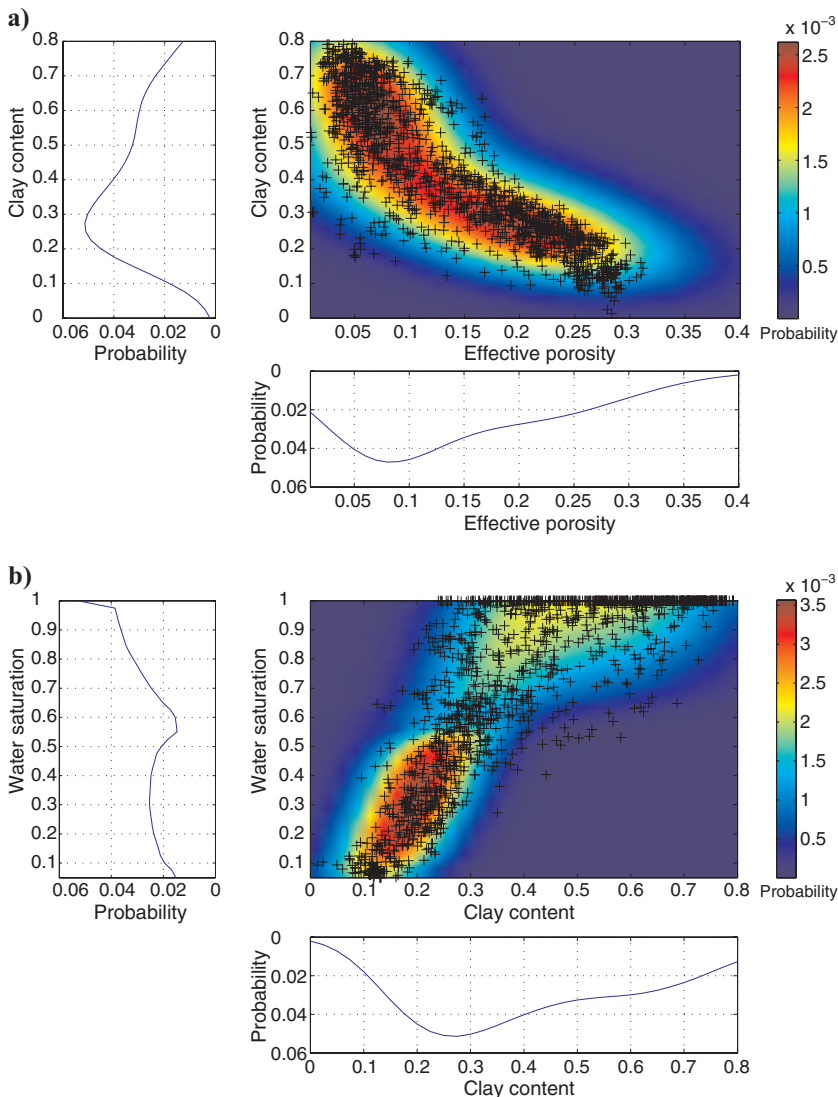 a)
x 10⁻³
0.8
0.7
0.6
0.5
0.4
0.3
0.2
0.1
0
Clay content
0.06 0.04 0.02 0
Probability
0.8
0.7
0.6
0.5
0.4
0.3
0.2
0.1
0
Clay content
0.05 0.1 0.15 0.2 0.25 0.3 0.35 0.4
Effective porosity
2.5
2
1.5
1
0.5
Probability
0
0.02
0.04
0.06
Probability
0.05 0.1 0.15 0.2 0.25 0.3 0.35 0.4
Effective porosity
b)
x 10⁻³
1
0.9
0.8
0.7
0.6
0.5
0.4
0.3
0.2
0.1
Water saturation
0.06 0.04 0.02 0
Probability
1
0.9
0.8
0.7
0.6
0.5
0.4
0.3
0.2
0.1
Water saturation
0 0.1 0.2 0.3 0.4 0.5 0.6 0.7 0.8
Clay content
3.5
3
2.5
2
1.5
1
0.5
Probability
0
0.02
0.04
0.06
Probability
0 0.1 0.2 0.3 0.4 0.5 0.6 0.7 0.8
Clay content